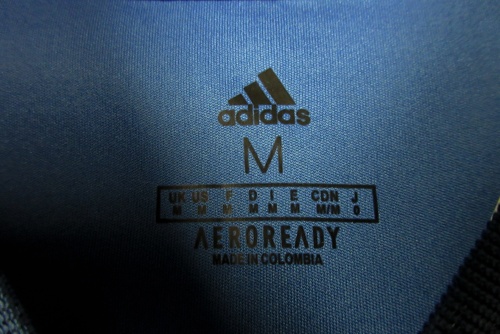 adidas
M
UK US F D I E CDN J
M M M M M M M/M O
AEROREADY
MADE IN COLOMBIA